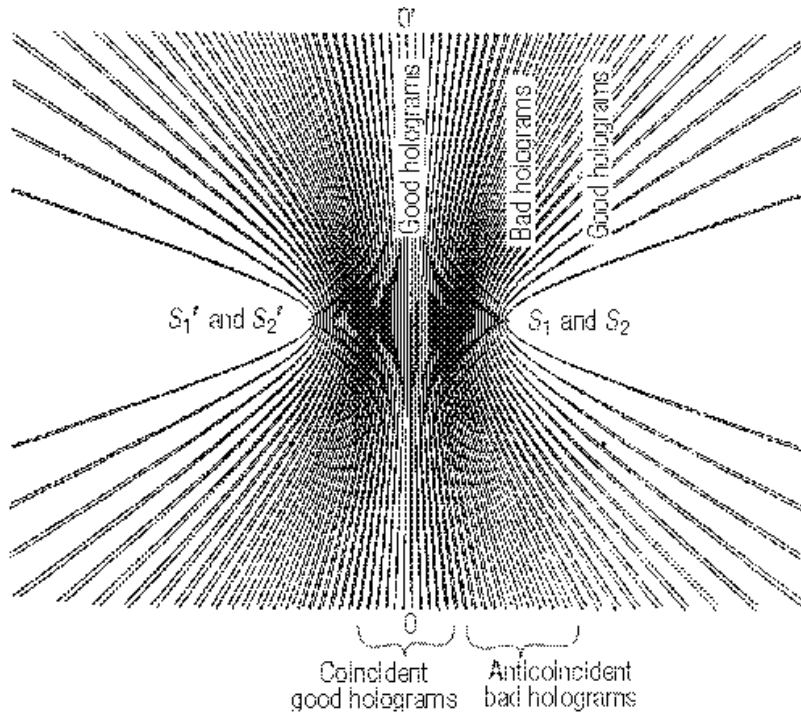 0'
Good holograms
Bad holograms
Good holograms
S₁' and S₂'
S₁ and S₂
0
Coincident
good holograms
Anticoincident
bad holograms